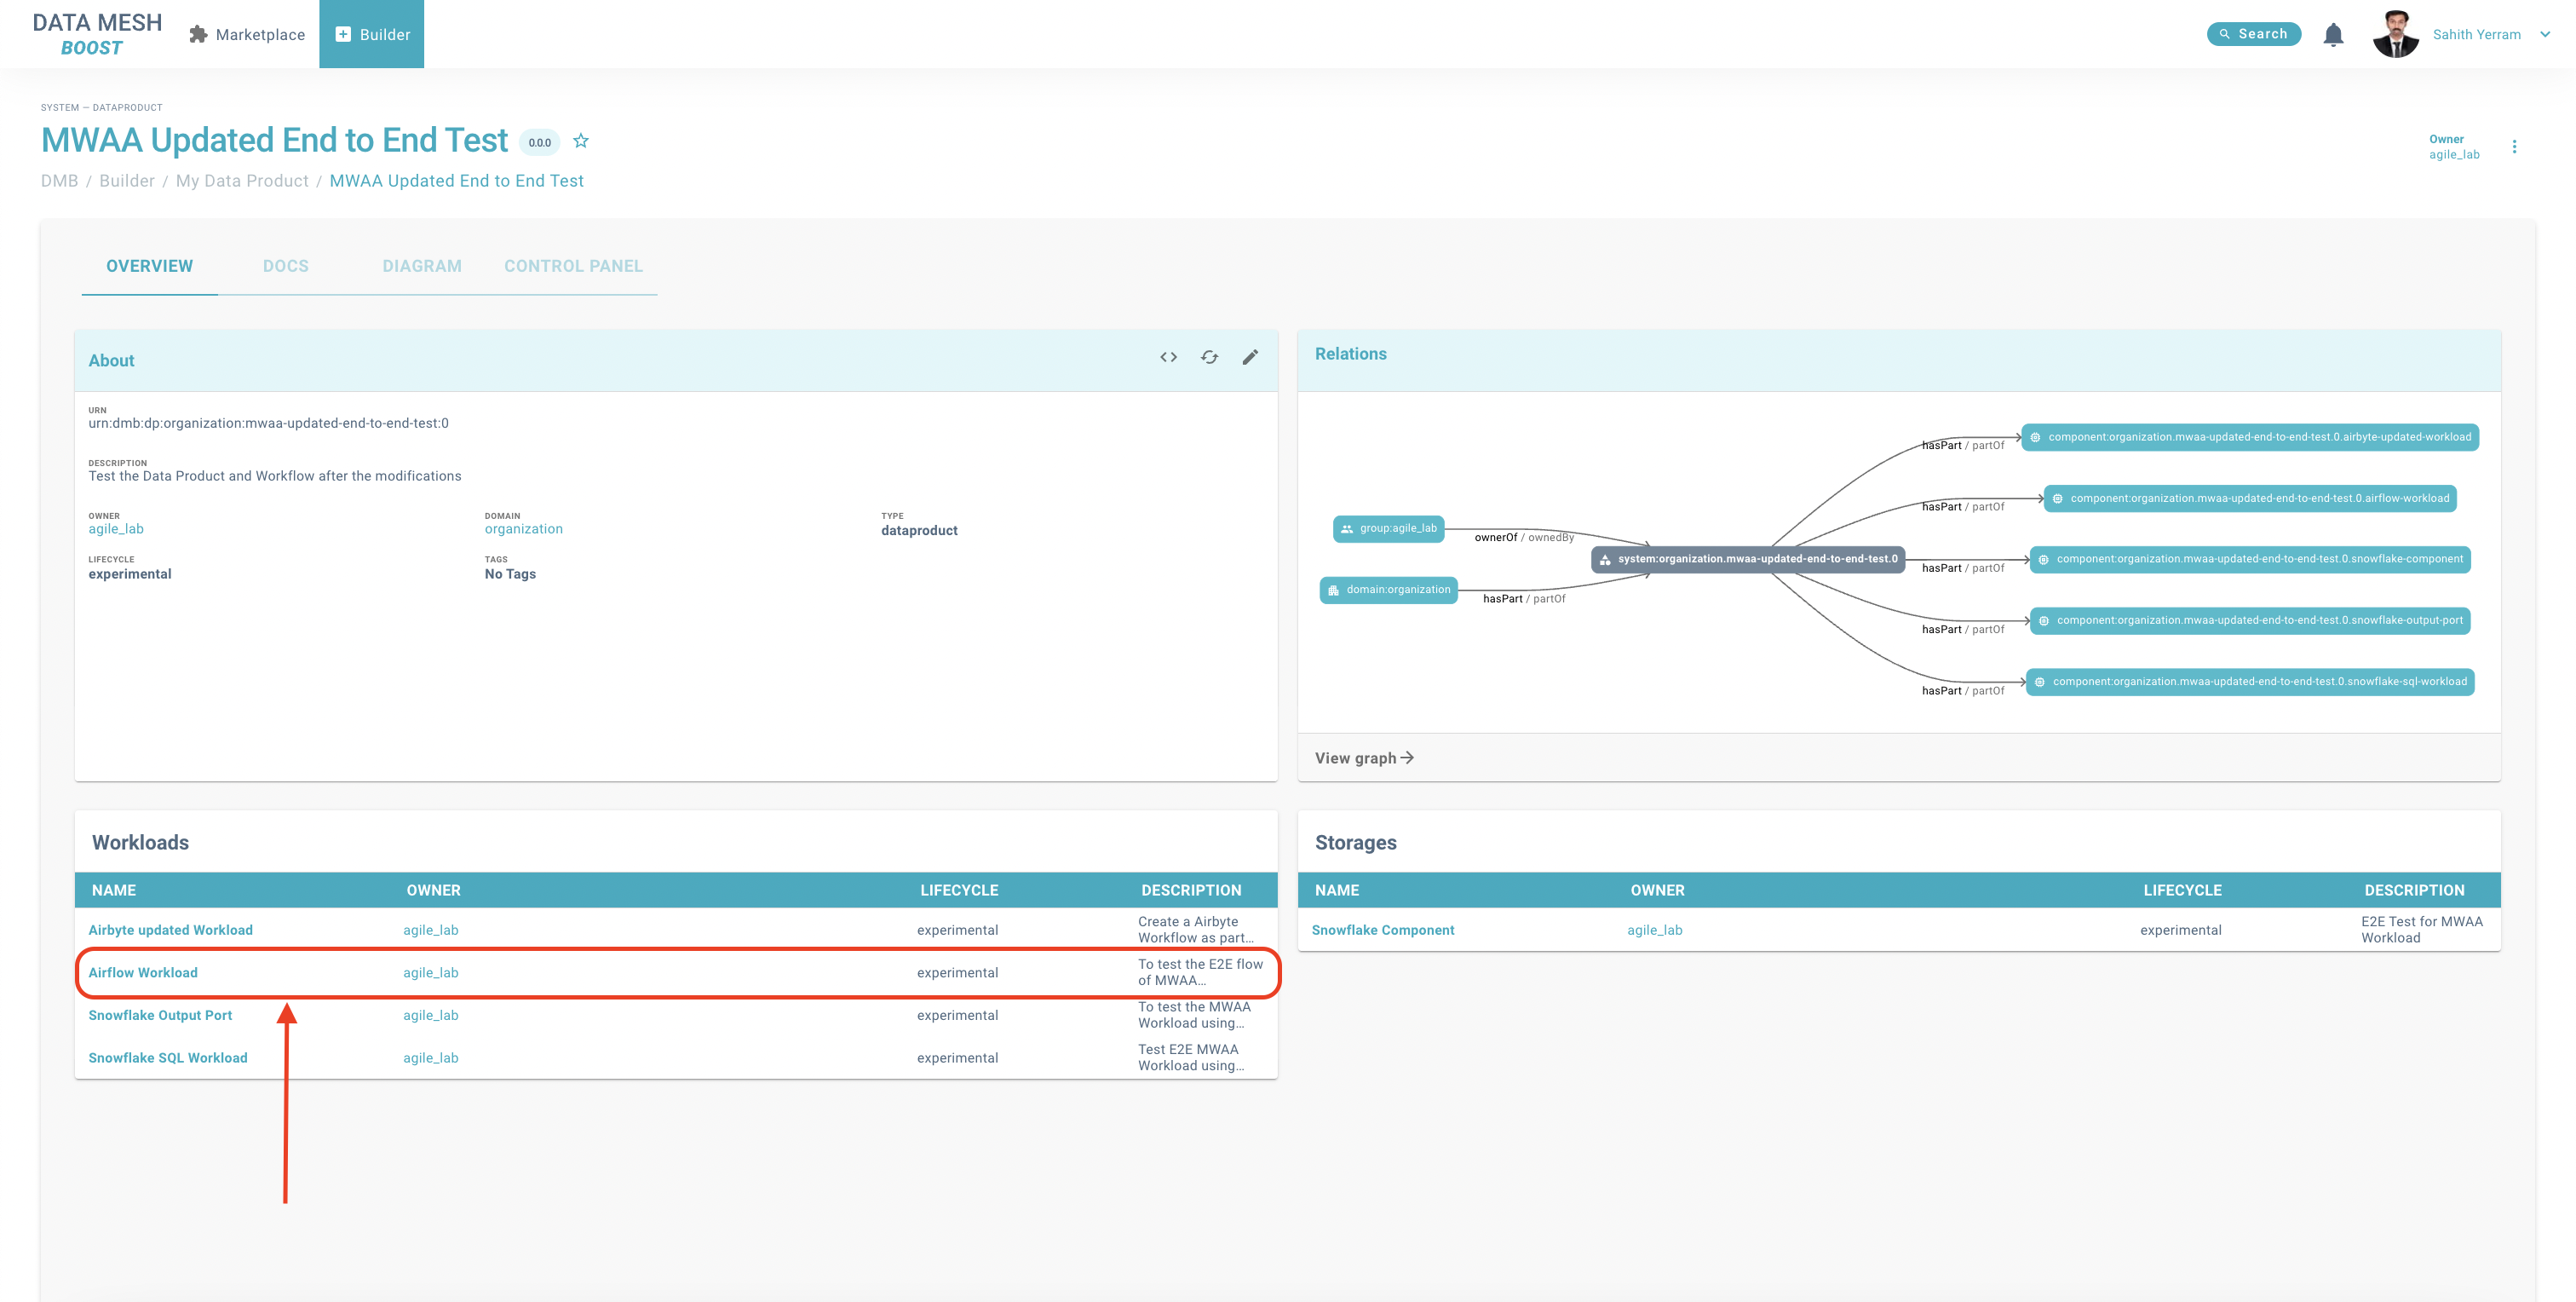 DATA MESH
BOOST
Marketplace
Builder
Search
Sahith Yerram
SYSTEM — DATAPRODUCT
MWAA Updated End to End Test 0.0.0
Owner
agile_lab
DMB / Builder / My Data Product / MWAA Updated End to End Test
OVERVIEW DOCS DIAGRAM CONTROL PANEL
About
URN
urn:dmb:dp:organization:mwaa-updated-end-to-end-test:0
DESCRIPTION
Test the Data Product and Workflow after the modifications
OWNER DOMAIN TYPE
agile_lab organization dataproduct
LIFECYCLE TAGS
experimental No Tags
Relations
group:agile_lab
ownerOf / ownedBy
domain:organization
hasPart / partOf
system:organization.mwaa-updated-end-to-end-test.0
hasPart / partOf
component:organization.mwaa-updated-end-to-end-test.0.airbyte-updated-workload
hasPart / partOf
component:organization.mwaa-updated-end-to-end-test.0.airflow-workload
hasPart / partOf
component:organization.mwaa-updated-end-to-end-test.0.snowflake-component
hasPart / partOf
component:organization.mwaa-updated-end-to-end-test.0.snowflake-output-port
hasPart / partOf
component:organization.mwaa-updated-end-to-end-test.0.snowflake-sql-workload
View graph
Workloads
NAME OWNER LIFECYCLE DESCRIPTION
Airbyte updated Workload agile_lab experimental Create a Airbyte
Workflow as part...
Airflow Workload agile_lab experimental To test the E2E flow
of MWAA...
Snowflake Output Port agile_lab experimental To test the MWAA
Workload using...
Snowflake SQL Workload agile_lab experimental Test E2E MWAA
Workload using...
Storages
NAME OWNER LIFECYCLE DESCRIPTION
Snowflake Component agile_lab experimental E2E Test for MWAA
Workload